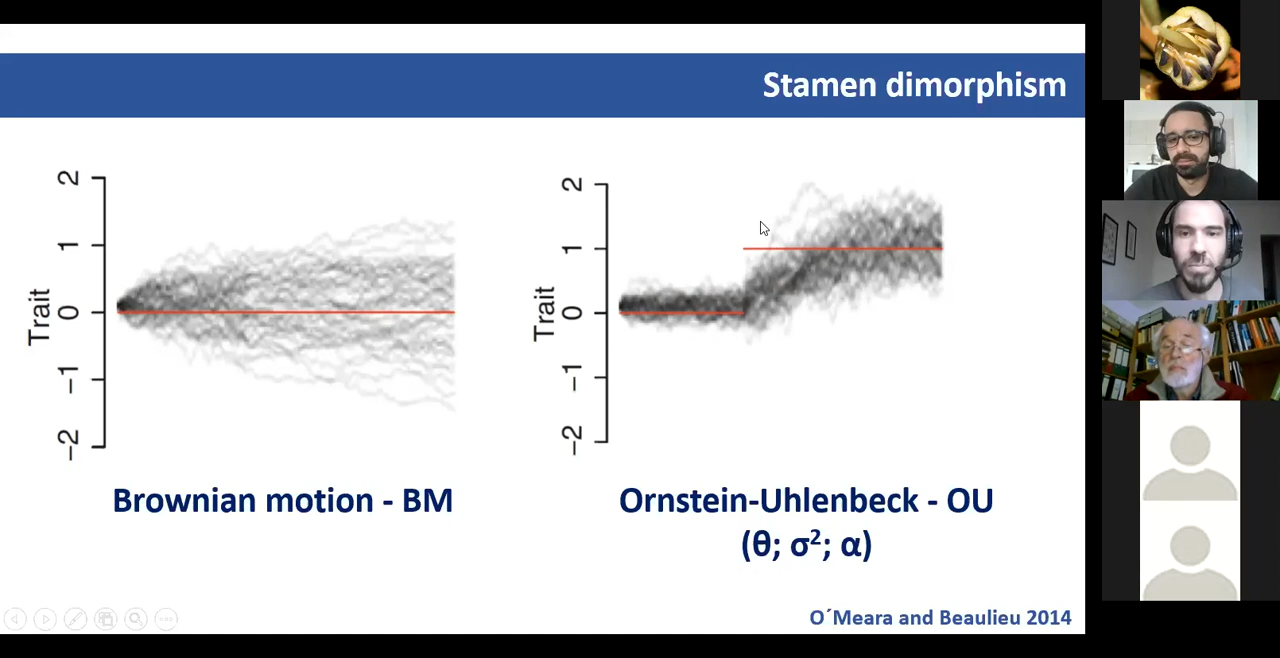 Stamen dimorphism
2
1
0
−1
−2
Trait
2
1
0
−1
−2
Trait
Brownian motion - BM
Ornstein-Uhlenbeck - OU
(θ; σ²; α)
O´Meara and Beaulieu 2014